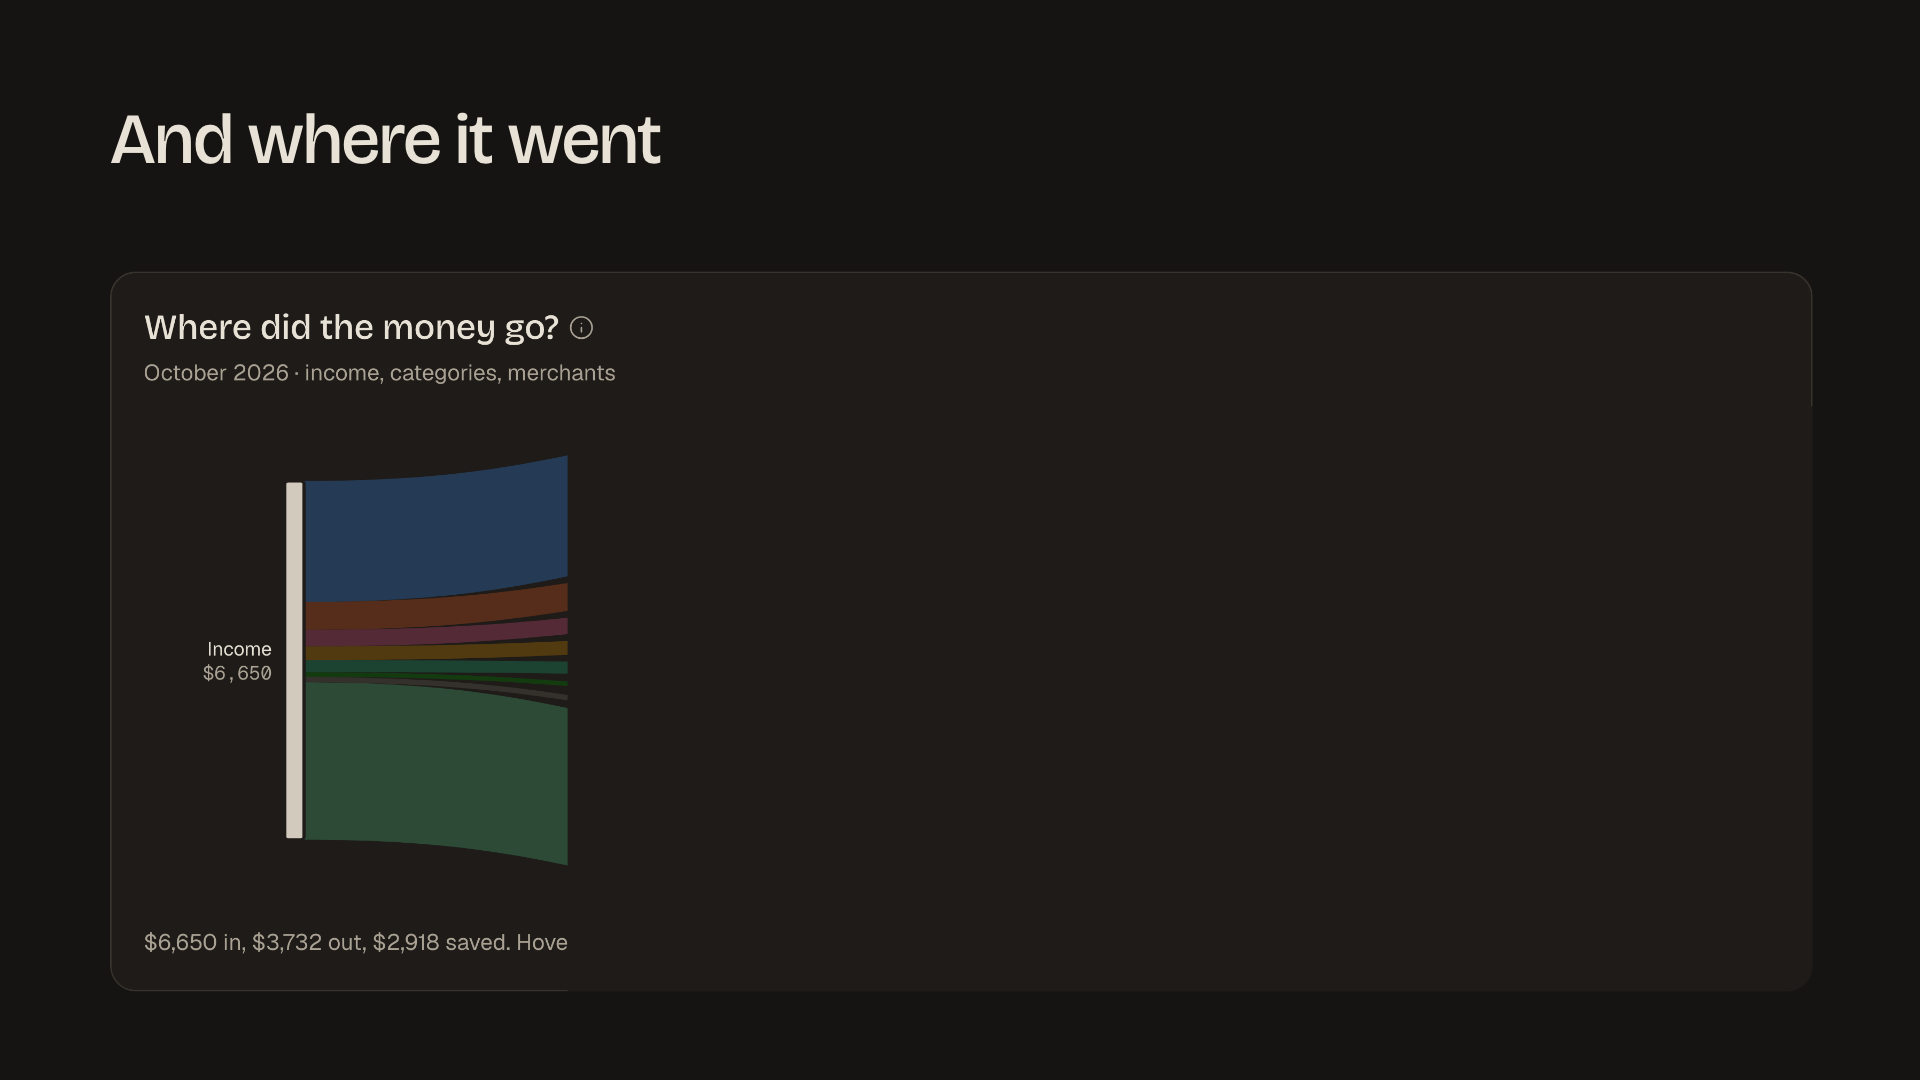 And where it went
Where did the money go?
October 2026 · income, categories, merchants
Income
$6,650
$6,650 in, $3,732 out, $2,918 saved. Hove